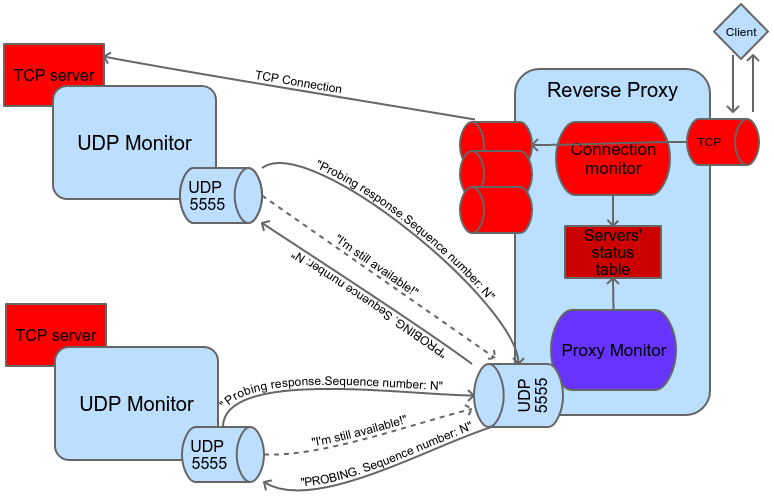 Client
TCP server
TCP Connection
Reverse Proxy
UDP Monitor
TCP
Connection
monitor
"Probing response.Sequence number: N"
UDP
5555
"I'm still available!"
Servers'
status
table
"PROBING. Sequence number: N"
TCP server
Proxy Monitor
UDP Monitor
"Probing response.Sequence number: N"
UDP
5555
"I'm still available!"
UDP
5555
"PROBING. Sequence number: N"